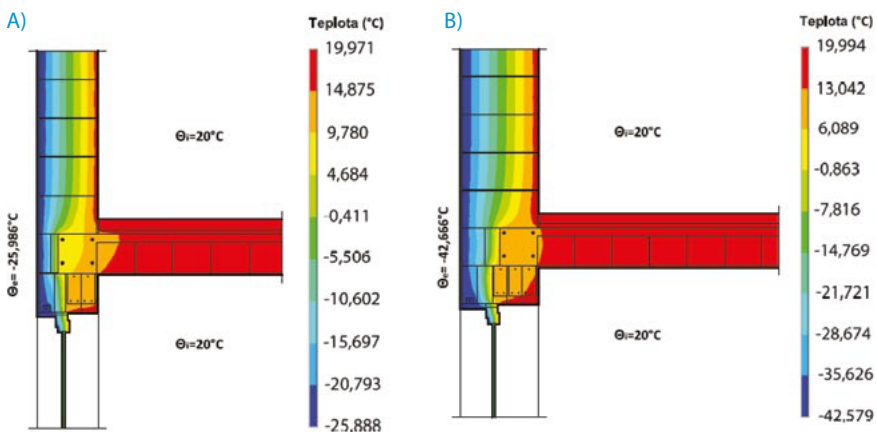 A)
Teplota (°C)
19,971
14,875
9,780
4,684
-0,411
-5,506
-10,602
-15,697
-20,793
-25,888
Θi=20°C
Θe= -25,986°C
Θi=20°C
B)
Teplota (°C)
19,994
13,042
6,089
-0,863
-7,816
-14,769
-21,721
-28,674
-35,626
-42,579
Θi=20°C
Θe= -42,666°C
Θi=20°C